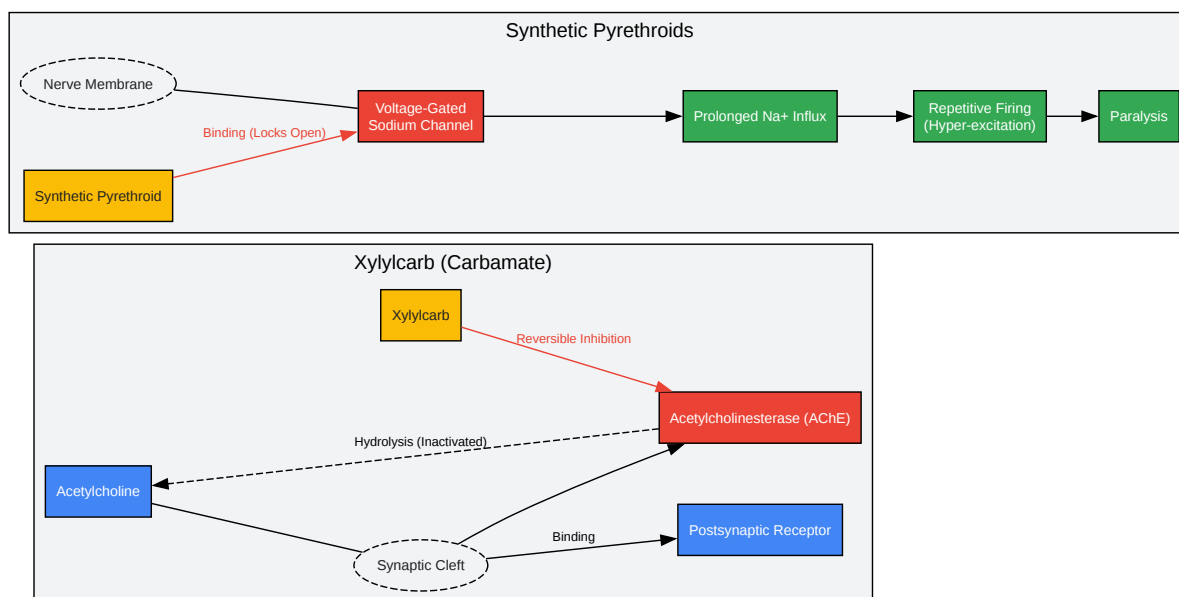 Synthetic Pyrethroids
Nerve Membrane
Voltage-Gated
Sodium Channel
Prolonged Na+ Influx
Repetitive Firing
(Hyper-excitation)
Paralysis
Binding (Locks Open)
Synthetic Pyrethroid
Xylylcarb (Carbamate)
Xylylcarb
Reversible Inhibition
Acetylcholinesterase (AChE)
Hydrolysis (Inactivated)
Acetylcholine
Postsynaptic Receptor
Binding
Synaptic Cleft